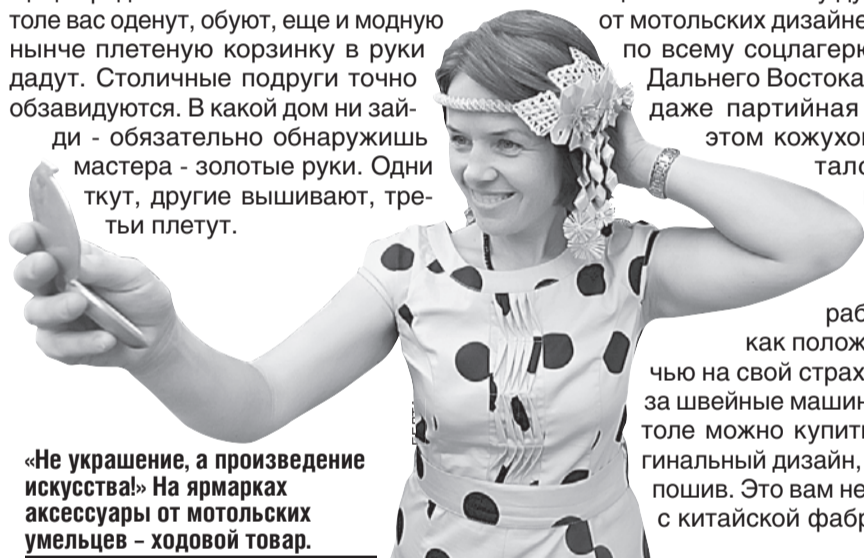 толе вас оденут, обуют, еще и модную
нынче плетеную корзинку в руки
дадут. Столичные подруги точно
обзавидуются. В какой дом ни зай-
ди - обязательно обнаружишь
мастера - золотые руки. Одни
ткут, другие вышивают, тре-
тьи плетут.
«Не украшение, а произведение
искусства!» На ярмарках
аксессуары от мотольских
умельцев – ходовой товар.
от мотольских дизайне
по всему соцлагерю
Дальнего Востока
даже партийная
этом кожухо
тало
раб
как полож
чью на свой страх
за швейные машин
толе можно купить
гинальный дизайн,
пошив. Это вам не
с китайской фабр